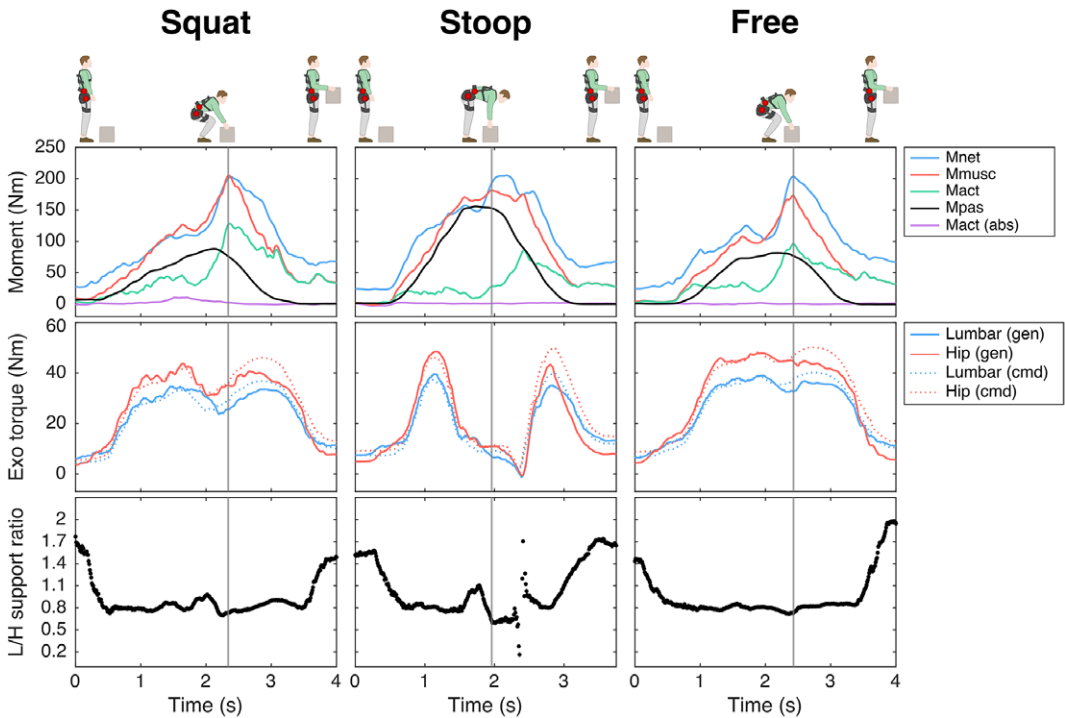 Squat Stoop Free
Moment (Nm)
250
200
150
100
50
0
Mnet
Mmusc
Mact
Mpas
Mact (abs)
Exo torque (Nm)
60
40
20
0
Lumbar (gen)
Hip (gen)
Lumbar (cmd)
Hip (cmd)
L/H support ratio
2
1.4
1.1
0.8
0.5
0.2
0 1 2 3 4 0 1 2 3 0 1 2 3 4
Time (s) Time (s) Time (s)